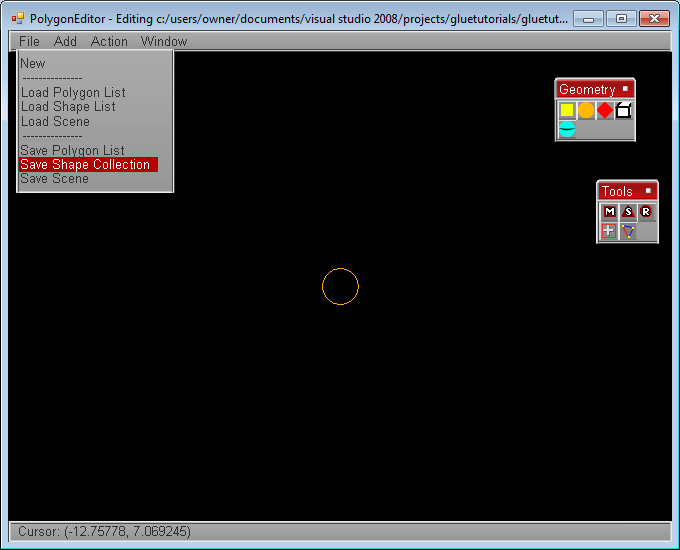 PolygonEditor - Editing c:/users/owner/documents/visual studio 2008/projects/gluetutorials/gluetut...
File Add Action Window
New
---------------
Load Polygon List
Load Shape List
Load Scene
---------------
Save Polygon List
Save Shape Collection
Save Scene
Geometry
Tools
M S R
Cursor: (-12.75778, 7.069245)